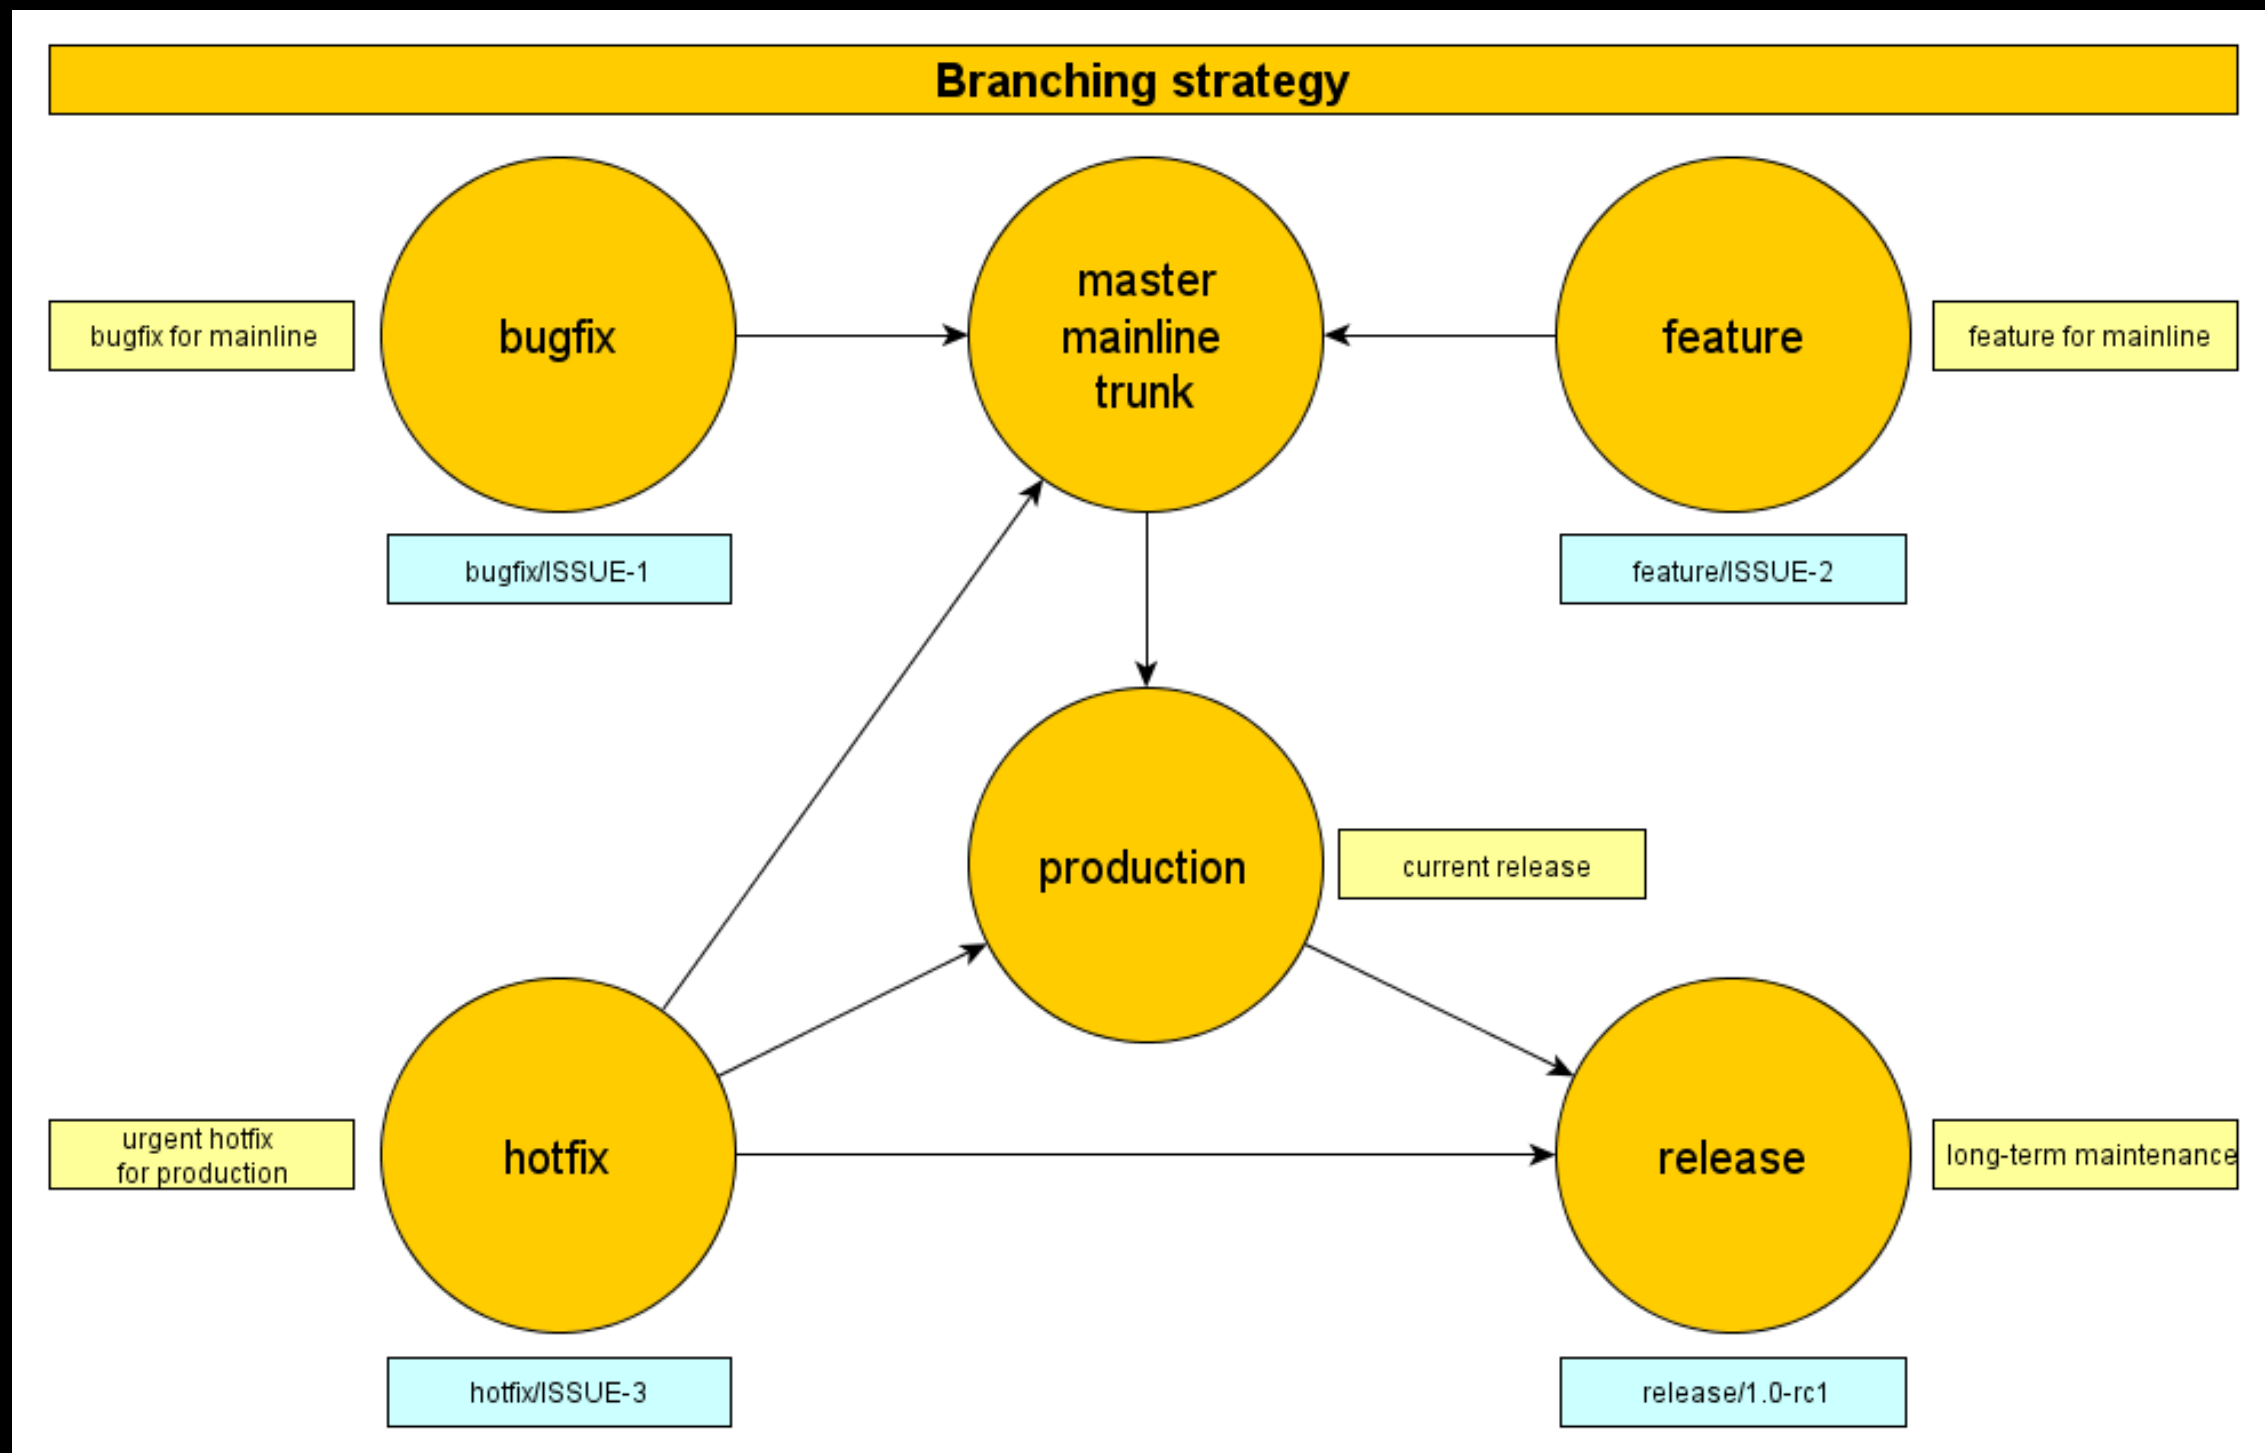 Branching strategy
bugfix for mainline
bugfix
master
mainline
trunk
feature
feature for mainline
bugfix/ISSUE-1
feature/ISSUE-2
production
current release
urgent hotfix
for production
hotfix
release
long-term maintenance
hotfix/ISSUE-3
release/1.0-rc1